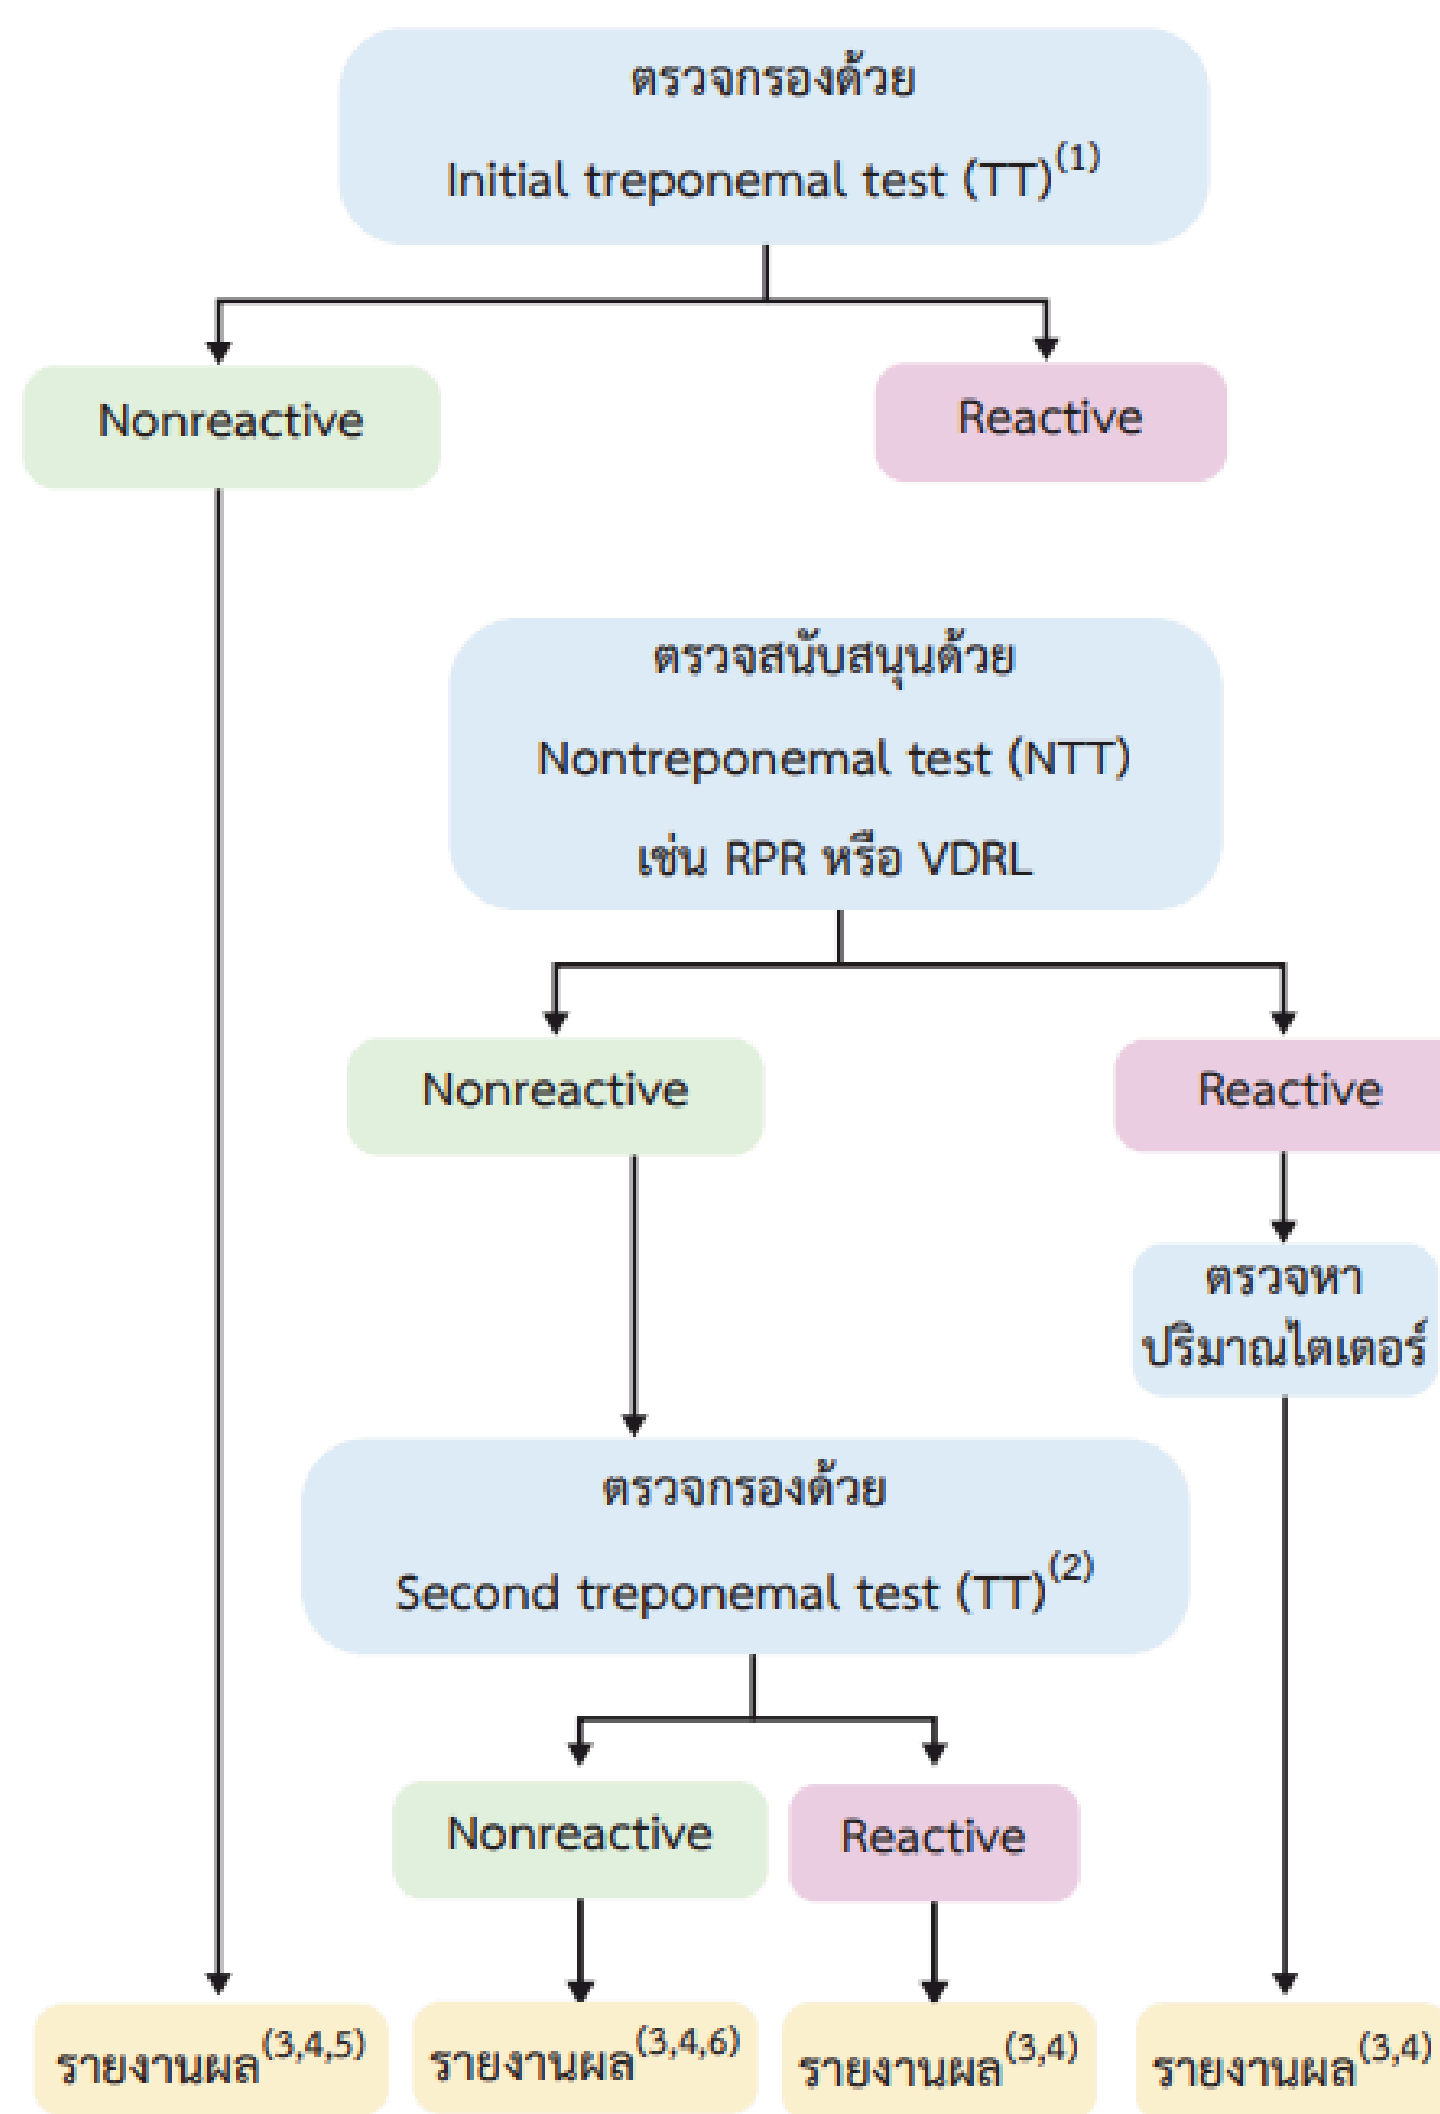 ตรวจกรองด้วย
Initial treponemal test (TT)(1)
Nonreactive
Reactive
ตรวจสนับสนุนด้วย
Nontreponemal test (NTT)
เช่น RPR หรือ VDRL
Nonreactive
Reactive
ตรวจหา
ปริมาณไตเตอร์
ตรวจกรองด้วย
Second treponemal test (TT)(2)
Nonreactive
Reactive
รายงานผล(3,4,5)
รายงานผล(3,4,6)
รายงานผล(3,4)
รายงานผล(3,4)